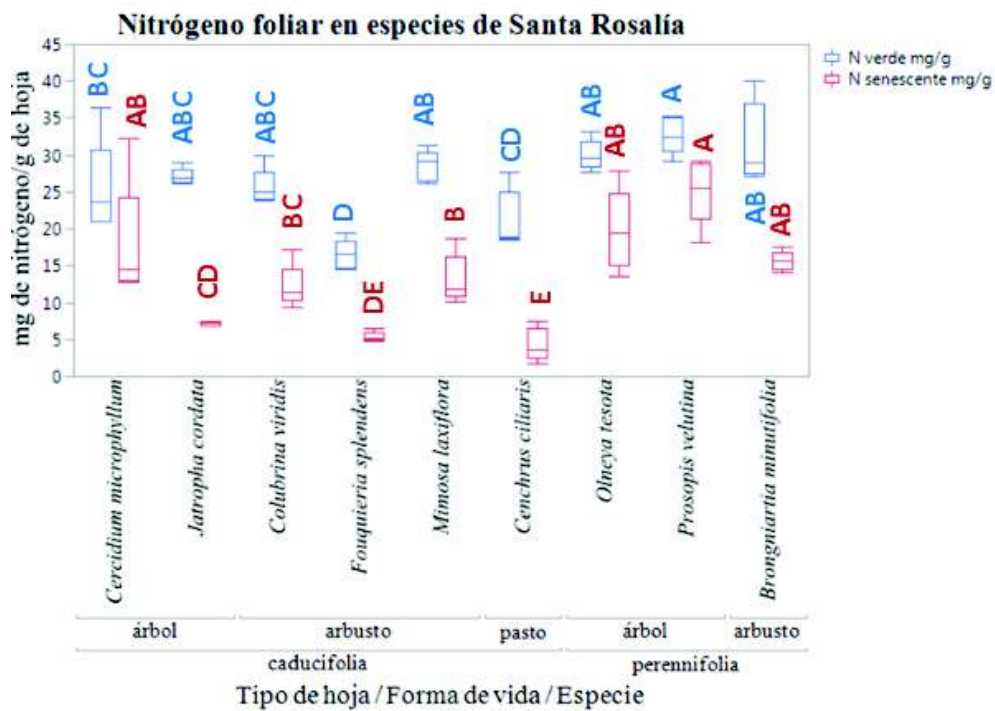 Nitrógeno foliar en especies de Santa Rosalía
N verde mg/g
N senescente mg/g
mg de nitrógeno/g de hoja
45
40
35
30
25
20
15
10
5
0
BC
AB
ABC
CD
ABC
BC
D
DE
AB
B
CD
E
AB
AB
A
A
AB
AB
Cercidium microphyllum
Jatropha cordata
Colubrina viridis
Fouquieria splendens
Mimosa laxiflora
Cenchrus ciliaris
Olneya tesota
Prosopis velutina
Brongniartia minutifolia
árbol
arbusto
pasto
árbol
arbusto
caducifolia
perennifolia
Tipo de hoja / Forma de vida / Especie